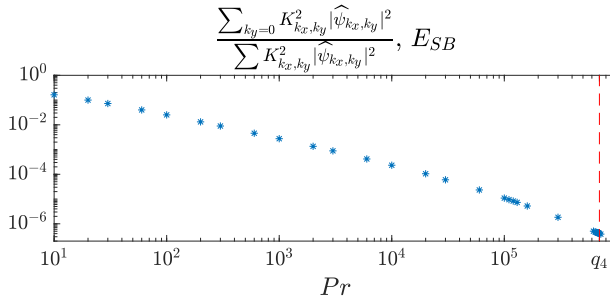 \frac{\sum_{k_y=0} K^2_{k_x,k_y} |\widehat{\psi}_{k_x,k_y}|^2}{\sum K^2_{k_x,k_y} |\widehat{\psi}_{k_x,k_y}|^2}, E_{SB}
10^0
10^{-2}
10^{-4}
10^{-6}
10^1 10^2 10^3 10^4 10^5 q_4
Pr